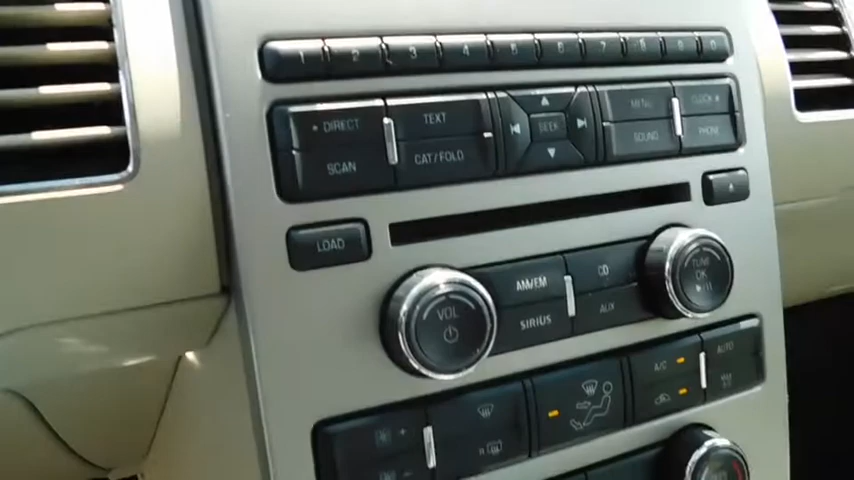 1 2 3 4 5 6 7 8 9 0
DIRECT TEXT SEEK MENU CLOCK
SCAN CAT/FOLD SOUND PHONE
LOAD
VOL AM/FM CD TUNE
SIRIUS AUX OK
A/C AUTO
R